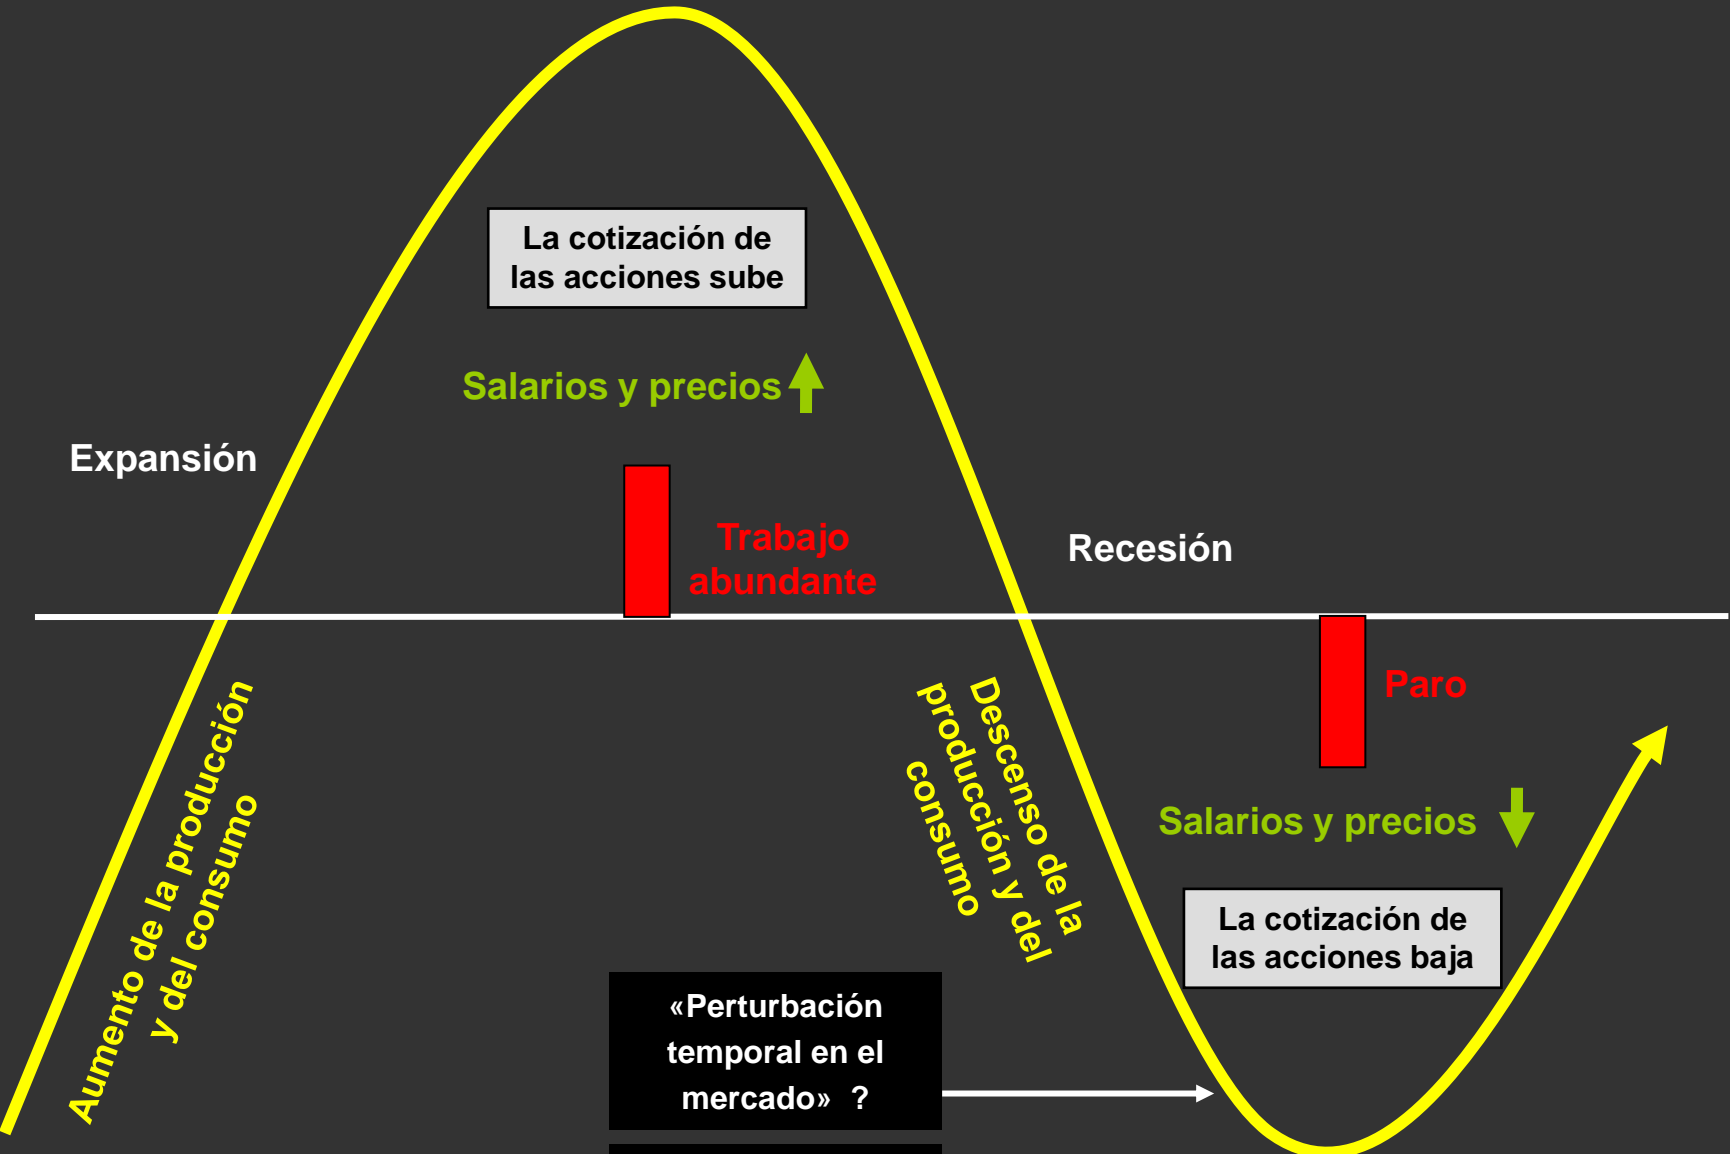 La cotización de
las acciones sube
Salarios y precios
Expansión
Trabajo
abundante
Recesión
Paro
Aumento de la producción
y del consumo
Descenso de la
producción y del
consumo
Salarios y precios
La cotización de
las acciones baja
«Perturbación
temporal en el
mercado» ?